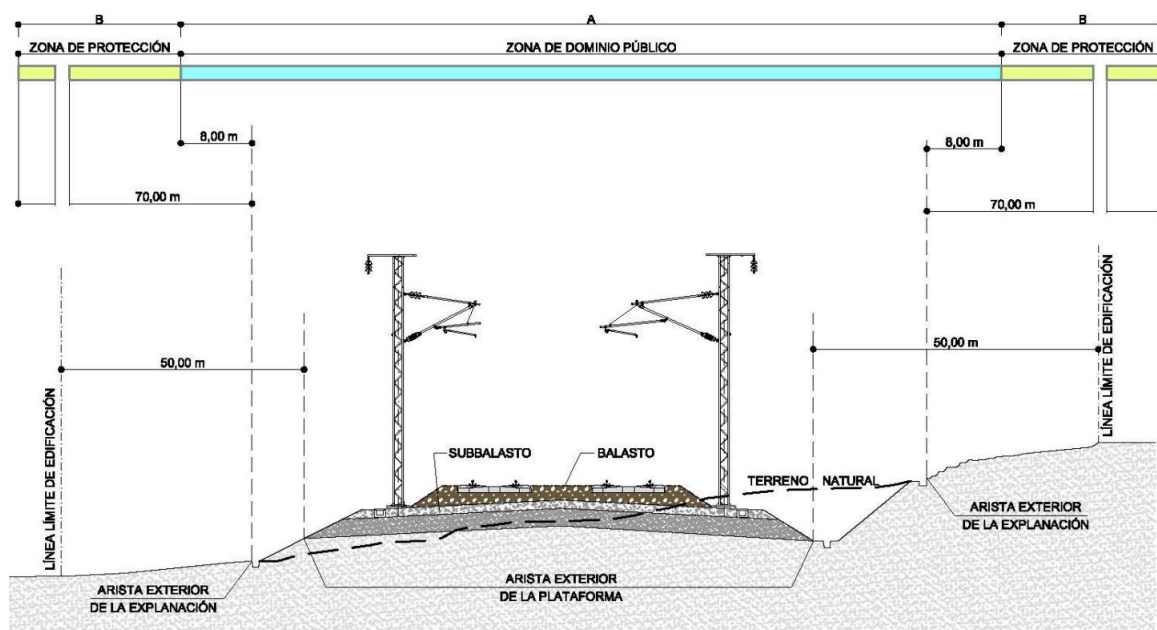 B A B
ZONA DE PROTECCIÓN ZONA DE DOMINIO PÚBLICO ZONA DE PROTECCIÓN
8,00 m 8,00 m
70,00 m 70,00 m
50,00 m 50,00 m
LÍNEA LÍMITE DE EDIFICACIÓN
LÍNEA LÍMITE DE EDIFICACIÓN
SUBBALASTO BALASTO
TERRENO NATURAL
ARISTA EXTERIOR
DE LA EXPLANACIÓN
ARISTA EXTERIOR
DE LA PLATAFORMA
ARISTA EXTERIOR
DE LA EXPLANACIÓN